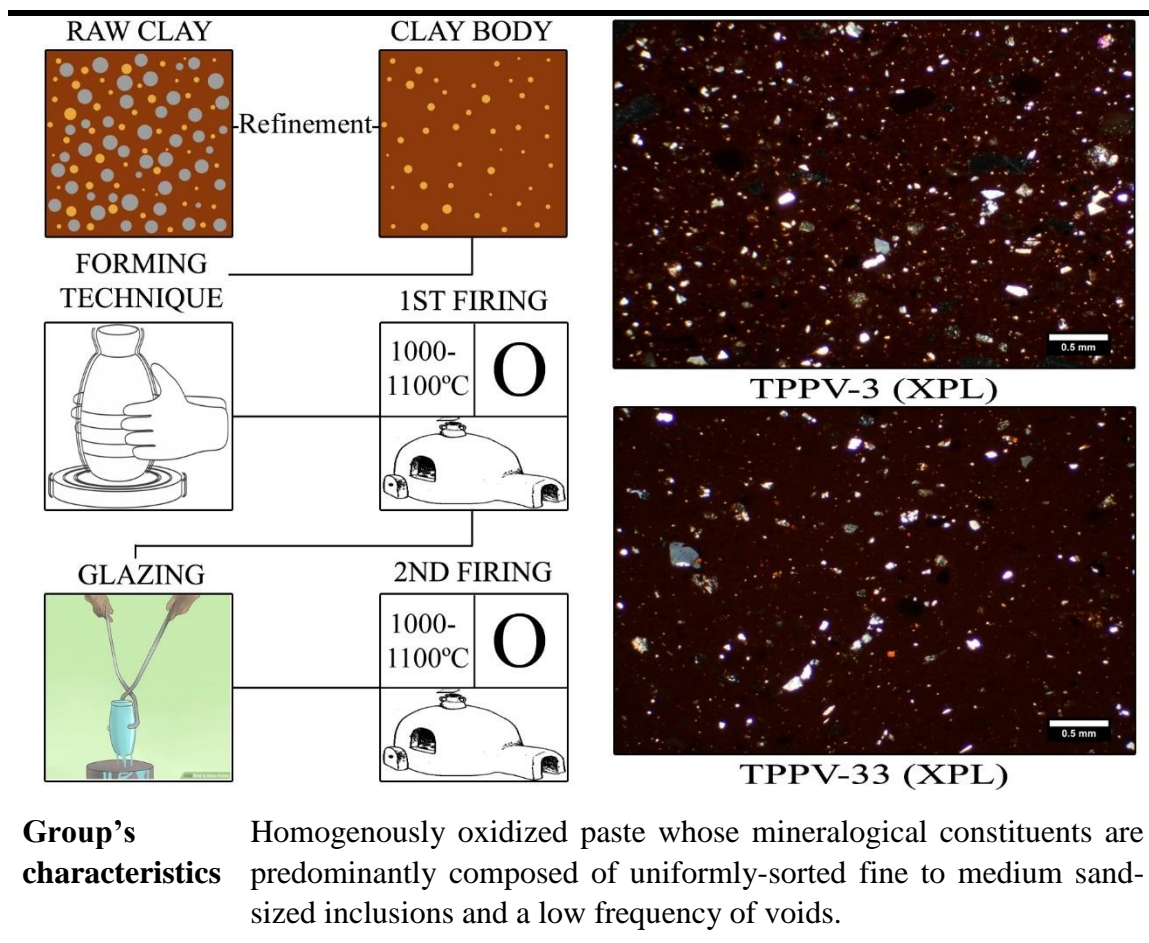 RAW CLAY
CLAY BODY
-Refinement-
FORMING
TECHNIQUE
1ST FIRING
1000-
1100ºC
O
GLAZING
2ND FIRING
1000-
1100ºC
O
0.5 mm
TPPV-3 (XPL)
0.5 mm
TPPV-33 (XPL)
Group's
characteristics
Homogenously oxidized paste whose mineralogical constituents are
predominantly composed of uniformly-sorted fine to medium sand-
sized inclusions and a low frequency of voids.